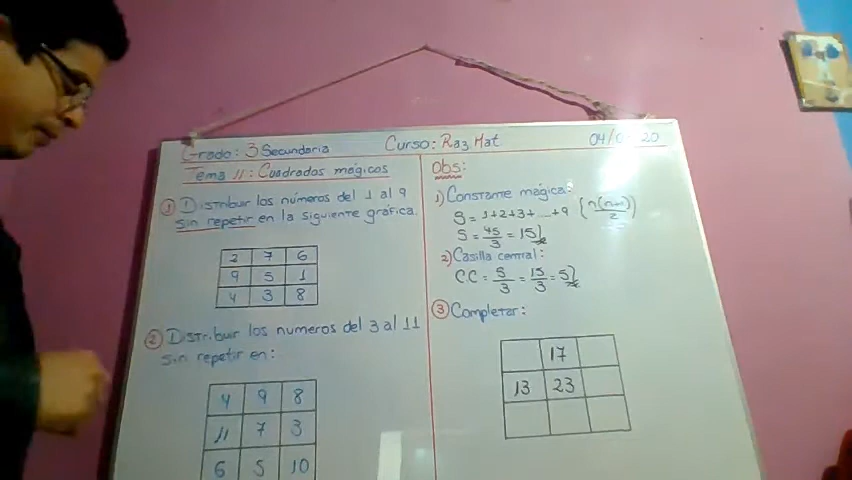 Grado: 3 Secundaria Curso: Raz Mat 04/
Tema 11: Cuadrados mágicos
① Distribuir los números del 1 al 9
sin repetir en la siguiente gráfica.
2 7 6
9 5 1
4 3 8
② Distribuir los numeros del 3 al 11
sin repetir en:
4 9 8
11 7 3
6 5 10
Obs:
1) Constante mágica:
S = 1+2+3+...+9 { n(n+1)/2 }
S = 45/3 = 15
2) Casilla central:
CC = S/3 = 15/3 = 5
③ Completar:
17
13 23